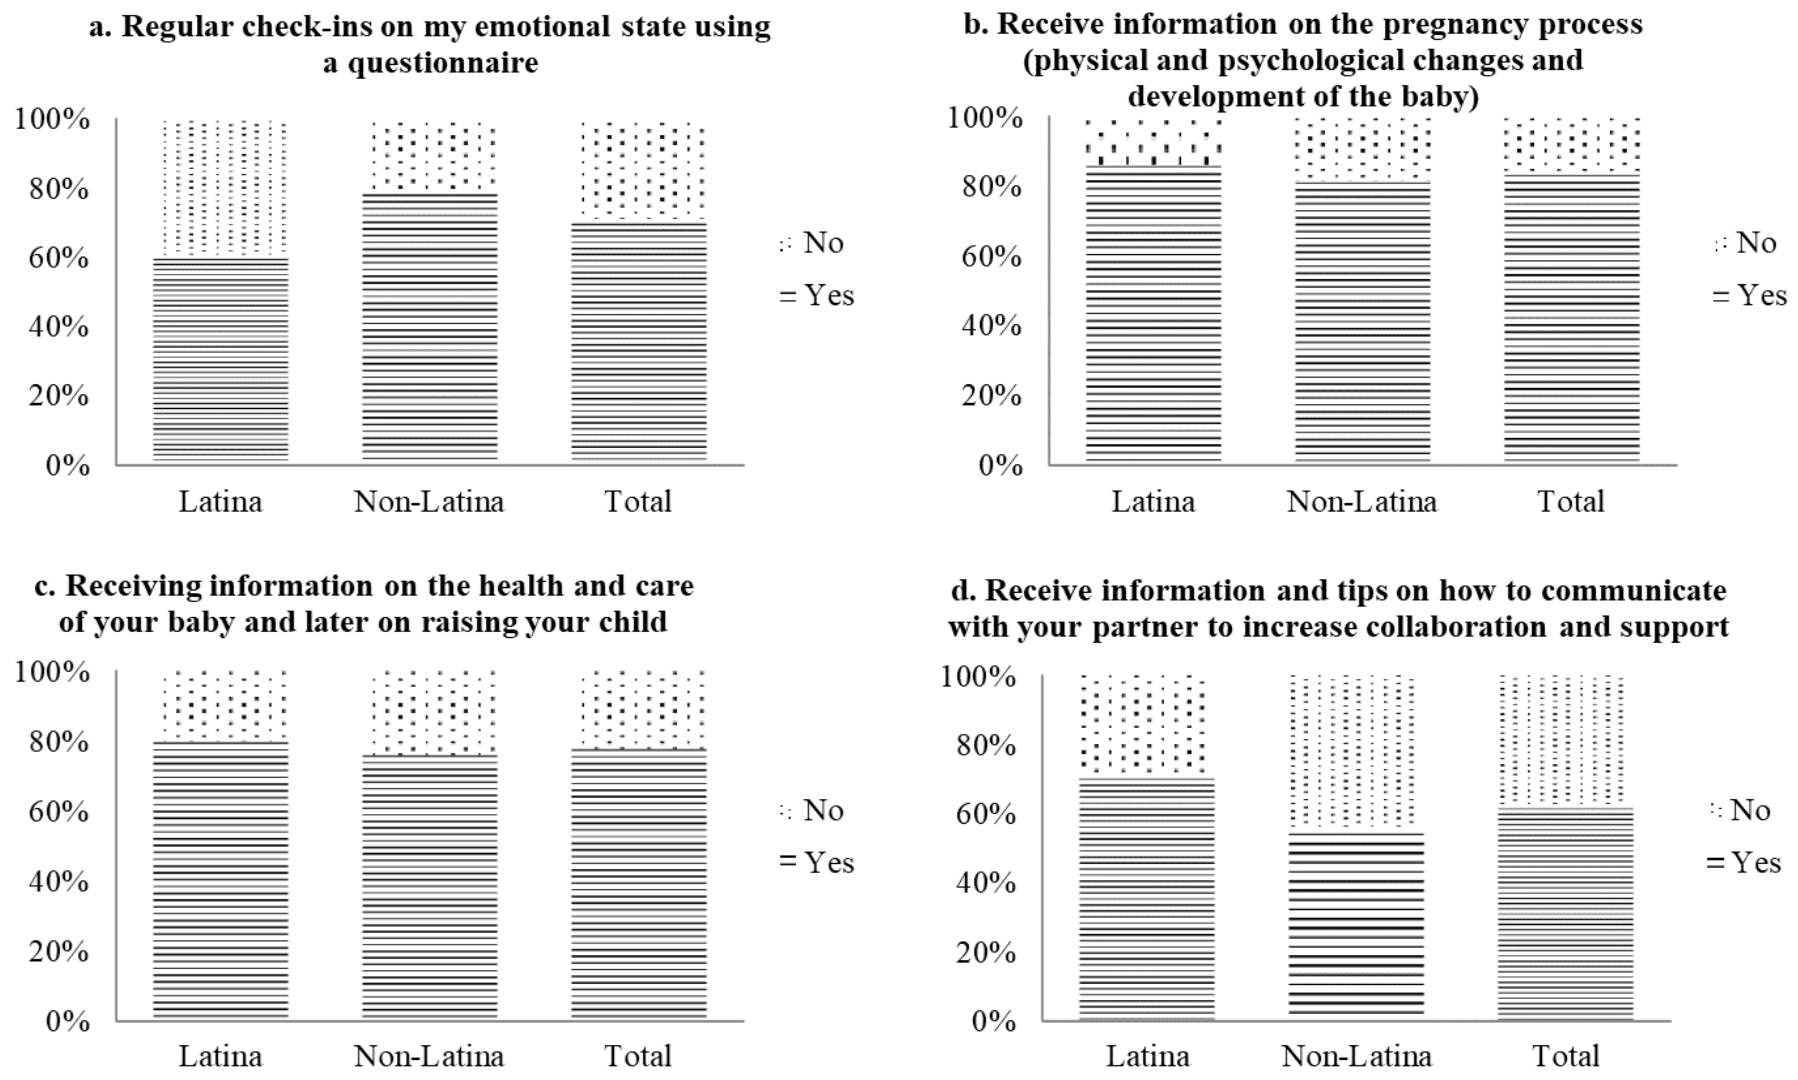 a. Regular check-ins on my emotional state using
a questionnaire
100%
80%
60%
40%
20%
0%
Latina
Non-Latina
Total
No
Yes
b. Receive information on the pregnancy process
(physical and psychological changes and
development of the baby)
100%
80%
60%
40%
20%
0%
Latina
Non-Latina
Total
No
Yes
c. Receiving information on the health and care
of your baby and later on raising your child
100%
80%
60%
40%
20%
0%
Latina
Non-Latina
Total
No
Yes
d. Receive information and tips on how to communicate
with your partner to increase collaboration and support
100%
80%
60%
40%
20%
0%
Latina
Non-Latina
Total
No
Yes